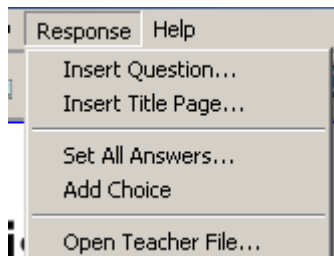 Response Help
Insert Question...
Insert Title Page...
Set All Answers...
Add Choice
Open Teacher File...